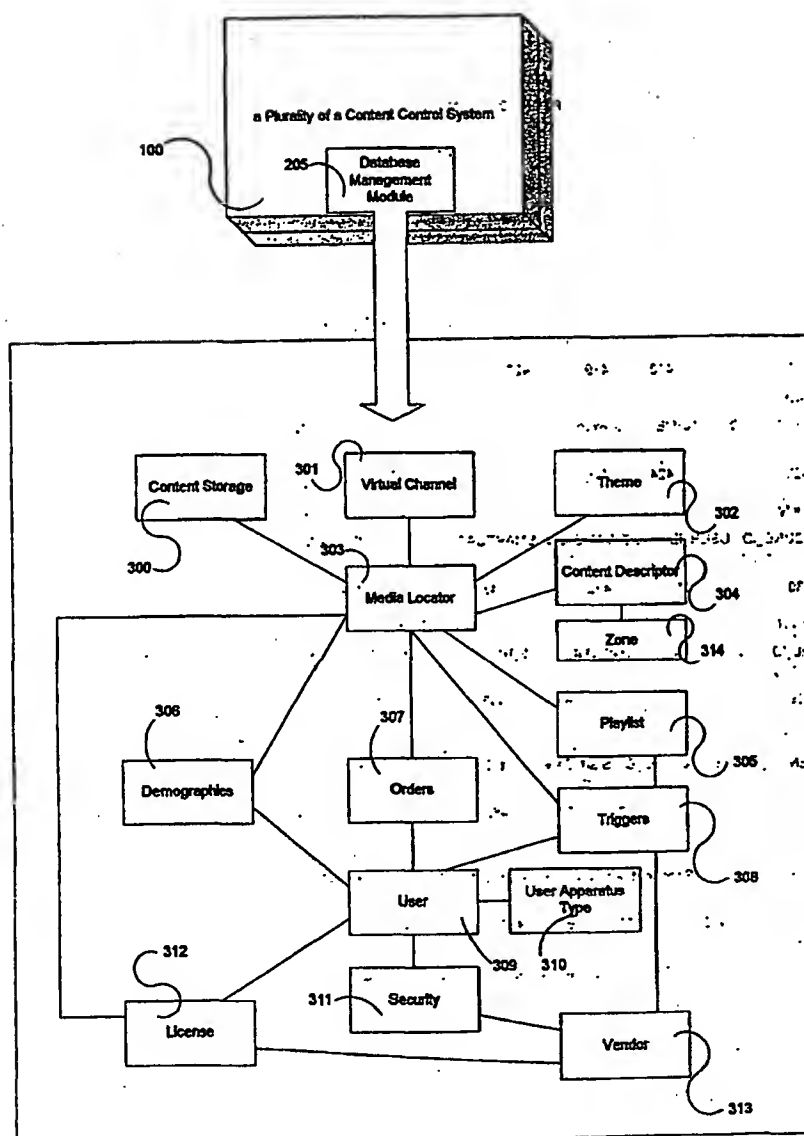 a Plurality of a Content Control System
100
205
Database
Management
Module
Content Storage
301
Virtual Channel
Theme
302
300
303
Media Locator
Content Descriptor
304
Zone
314
306
307
Playlist
305
Demographics
Orders
Triggers
308
User
User Apparatus
Type
310
309
312
311
Security
License
Vendor
313